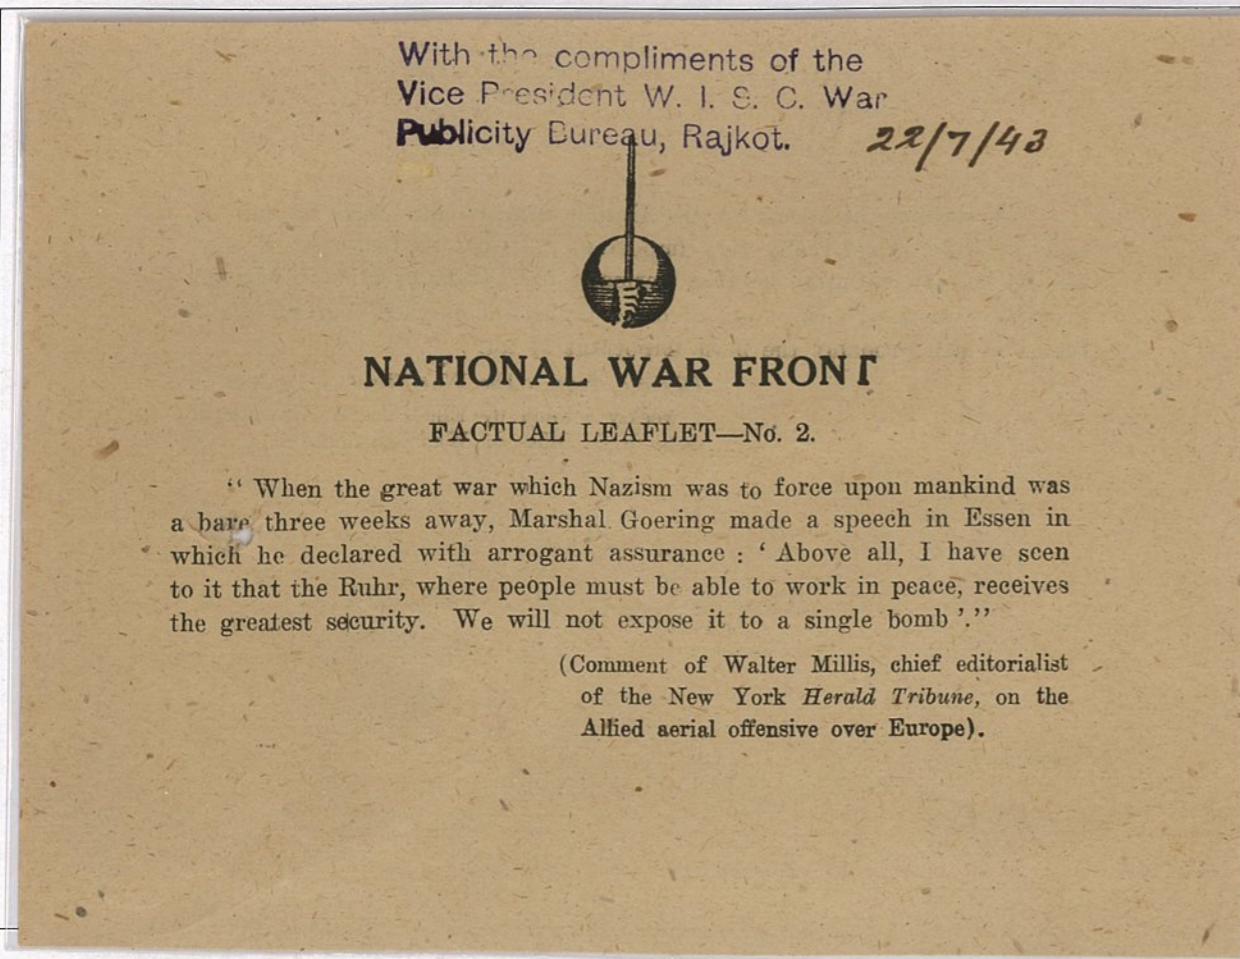 With the compliments of the
Vice President W. I. S. C. War
Publicity Bureau, Rajkot.
22/7/43
NATIONAL WAR FRONT
FACTUAL LEAFLET—No. 2.
“ When the great war which Nazism was to force upon mankind was
a bare three weeks away, Marshal Goering made a speech in Essen in
which he declared with arrogant assurance : ‘ Above all, I have seen
to it that the Ruhr, where people must be able to work in peace, receives
the greatest security. We will not expose it to a single bomb ’.”
(Comment of Walter Millis, chief editorialist
of the New York Herald Tribune, on the
Allied aerial offensive over Europe).